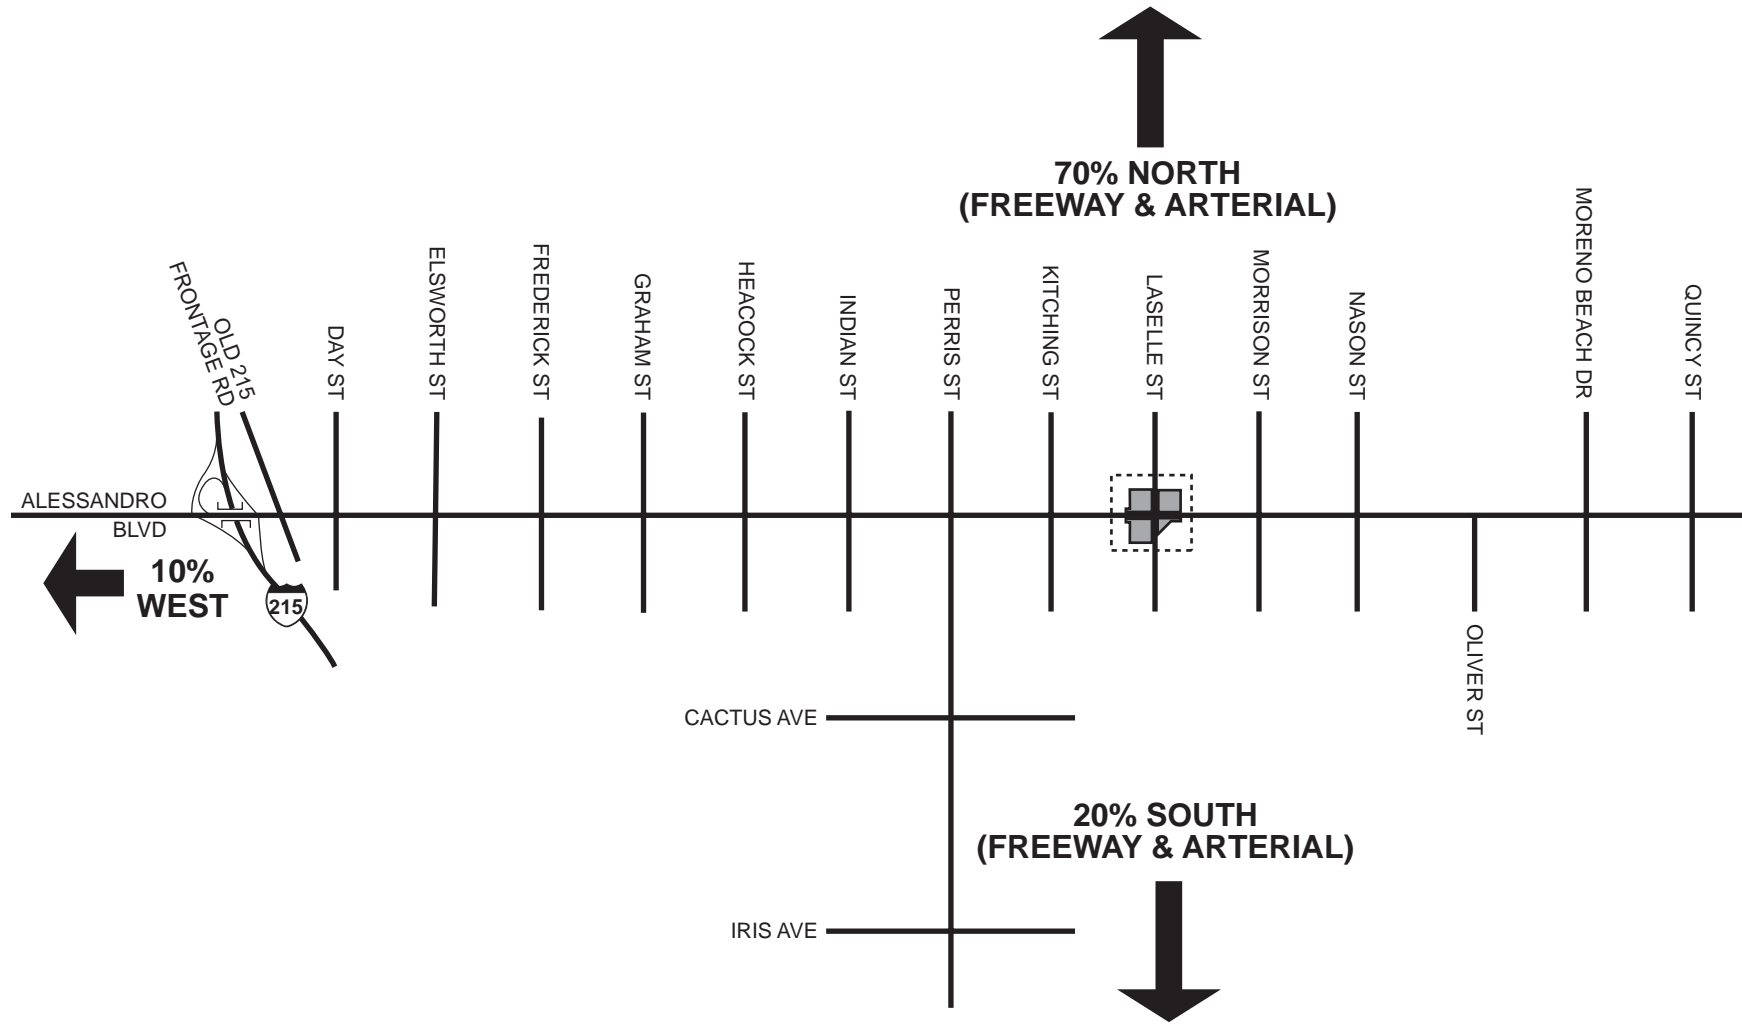 70% NORTH
(FREEWAY & ARTERIAL)
FRONTAGE RD
OLD 215
DAY ST
ELSWORTH ST
FREDERICK ST
GRAHAM ST
HEACOCK ST
INDIAN ST
PERRIS ST
KITCHING ST
LASELLE ST
MORRISON ST
NASON ST
MORENO BEACH DR
QUINCY ST
ALESSANDRO
BLVD
10%
WEST
215
OLIVER ST
CACTUS AVE
20% SOUTH
(FREEWAY & ARTERIAL)
IRIS AVE